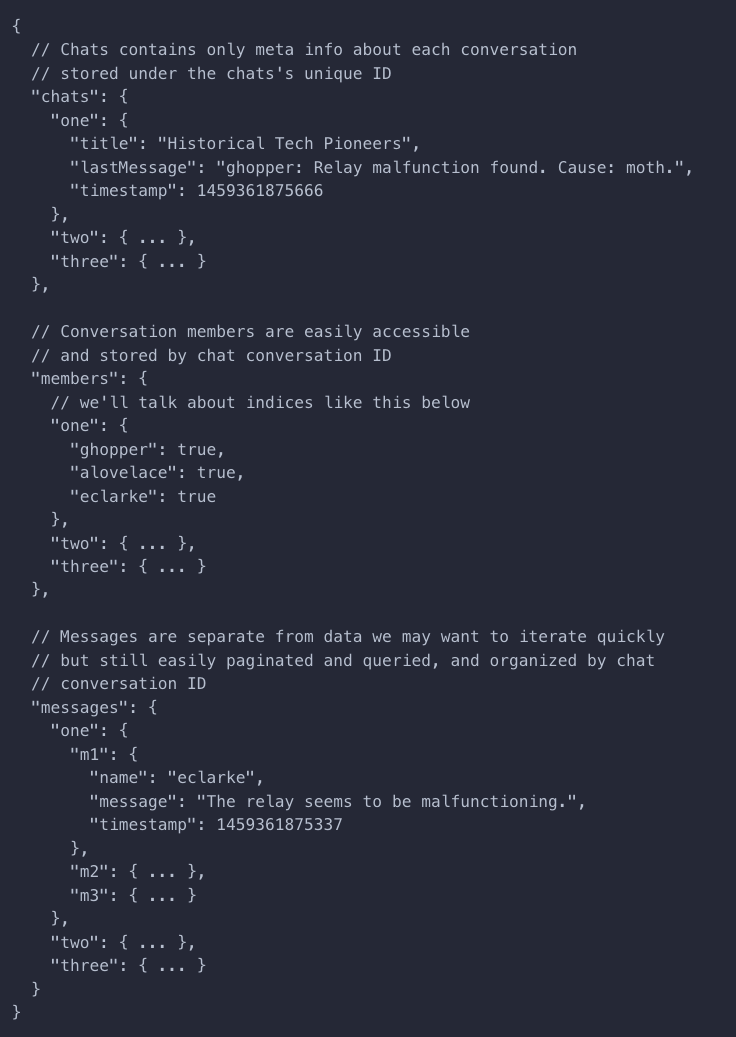 {
  // Chats contains only meta info about each conversation
  // stored under the chats's unique ID
  "chats": {
    "one": {
      "title": "Historical Tech Pioneers",
      "lastMessage": "ghopper: Relay malfunction found. Cause: moth.",
      "timestamp": 1459361875666
    },
    "two": { ... },
    "three": { ... }
  },

  // Conversation members are easily accessible
  // and stored by chat conversation ID
  "members": {
    // we'll talk about indices like this below
    "one": {
      "ghopper": true,
      "alovelace": true,
      "eclarke": true
    },
    "two": { ... },
    "three": { ... }
  },

  // Messages are separate from data we may want to iterate quickly
  // but still easily paginated and queried, and organized by chat
  // conversation ID
  "messages": {
    "one": {
      "m1": {
        "name": "eclarke",
        "message": "The relay seems to be malfunctioning.",
        "timestamp": 1459361875337
      },
      "m2": { ... },
      "m3": { ... }
    },
    "two": { ... },
    "three": { ... }
  }
}